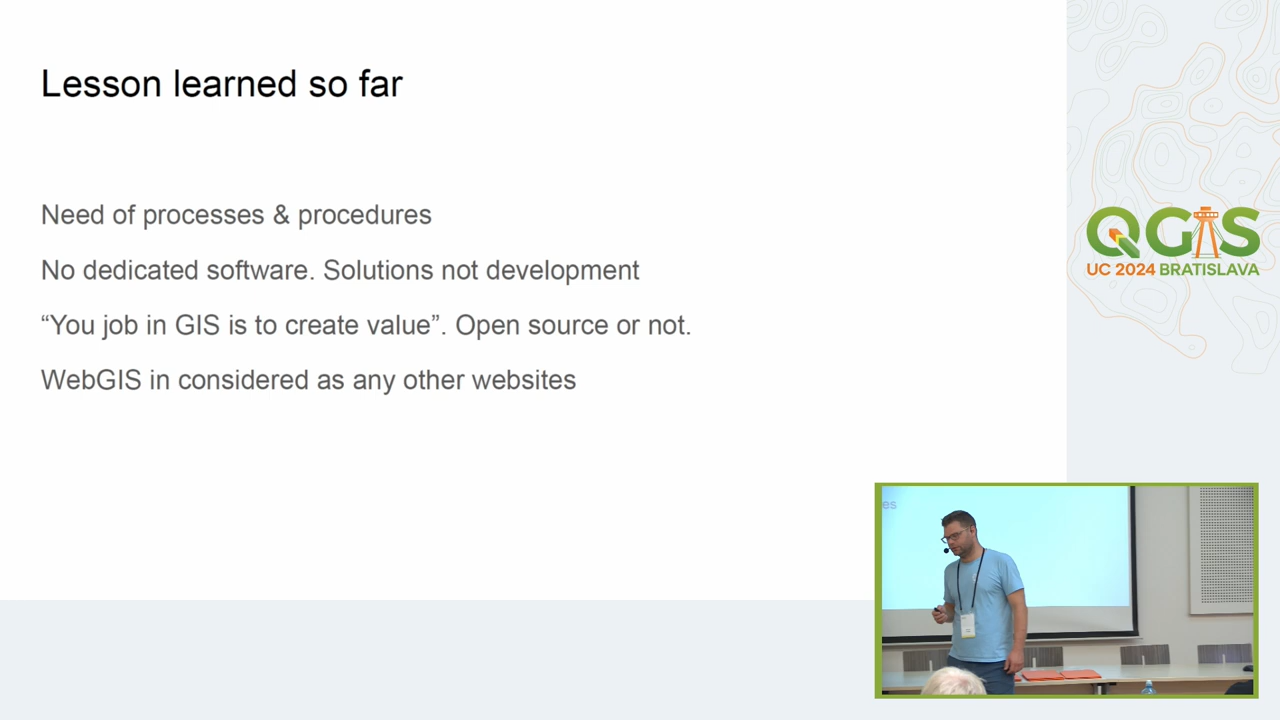 Lesson learned so far
Need of processes & procedures
No dedicated software. Solutions not development
“You job in GIS is to create value”. Open source or not.
WebGIS in considered as any other websites
QGIS
UC 2024 BRATISLAVA
es